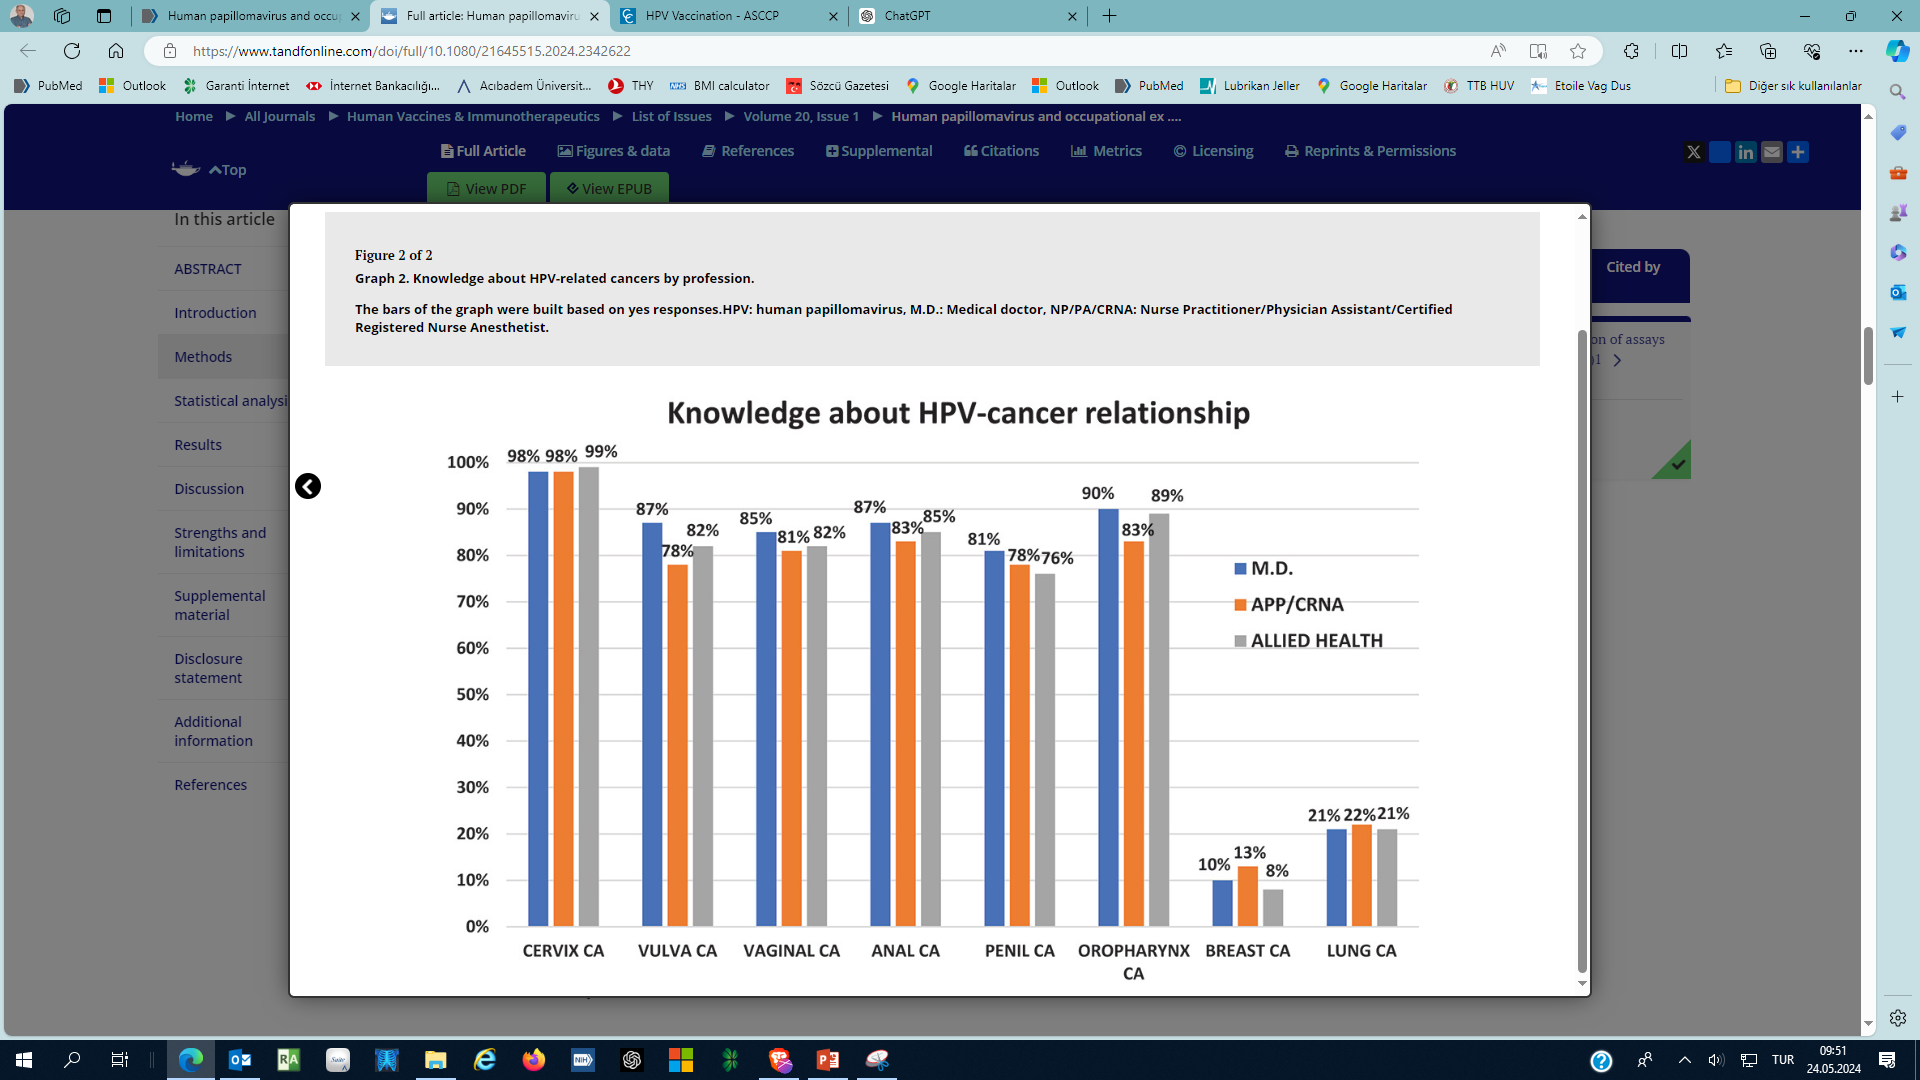 Human papillomavirus and occup
Full article: Human papillomaviru
HPV Vaccination - ASCCP
ChatGPT
https://www.tandfonline.com/doi/full/10.1080/21645515.2024.2342622
PubMed
Outlook
Garanti İnternet
İnternet Bankacılığı...
Acıbadem Üniversit...
THY
BMI calculator
Sözcü Gazetesi
Google Haritalar
Outlook
PubMed
Lubrikan Jeller
Google Haritalar
TTB HUV
Etoile Vag Dus
Diğer sık kullanılanlar
Home ▶ All Journals ▶ Human Vaccines & Immunotherapeutics ▶ List of Issues ▶ Volume 20, Issue 1 ▶ Human papillomavirus and occupational ex ....
Top
Full Article
Figures & data
References
Supplemental
Citations
Metrics
Licensing
Reprints & Permissions
View PDF
View EPUB
In this article
ABSTRACT
Introduction
Methods
Statistical analysi
Results
Discussion
Strengths and
limitations
Supplemental
material
Disclosure
statement
Additional
information
References
Cited by
on of assays
Figure 2 of 2
Graph 2. Knowledge about HPV-related cancers by profession.
The bars of the graph were built based on yes responses.HPV: human papillomavirus, M.D.: Medical doctor, NP/PA/CRNA: Nurse Practitioner/Physician Assistant/Certified
Registered Nurse Anesthetist.
Knowledge about HPV-cancer relationship
100%
90%
80%
70%
60%
50%
40%
30%
20%
10%
0%
98% 98% 99%
87% 78% 82%
85% 81% 82%
87% 83% 85%
81% 78% 76%
90% 83% 89%
10% 13% 8%
21% 22% 21%
M.D.
APP/CRNA
ALLIED HEALTH
CERVIX CA
VULVA CA
VAGINAL CA
ANAL CA
PENIL CA
OROPHARYNX
CA
BREAST CA
LUNG CA
TUR
09:51
24.05.2024